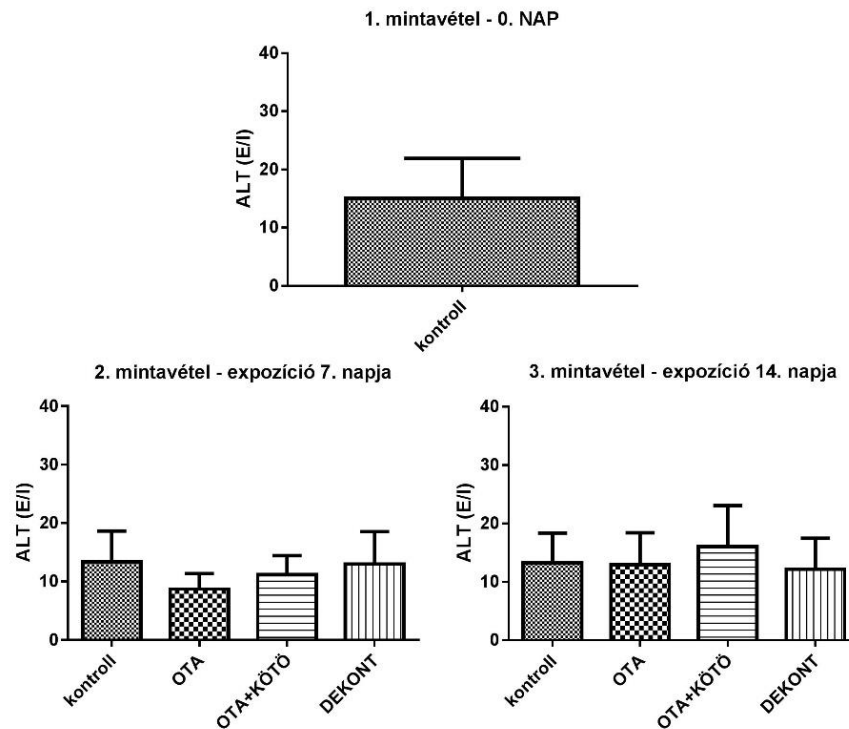 1. mintavétel - 0. NAP
40
30
20
10
0
ALT (E/l)
kontroll
2. mintavétel - expozíció 7. napja
40
30
20
10
0
ALT (E/l)
kontroll
OTA
OTA+KÖTÖ
DEKONT
3. mintavétel - expozíció 14. napja
40
30
20
10
0
ALT (E/l)
kontroll
OTA
OTA+KÖTÖ
DEKONT